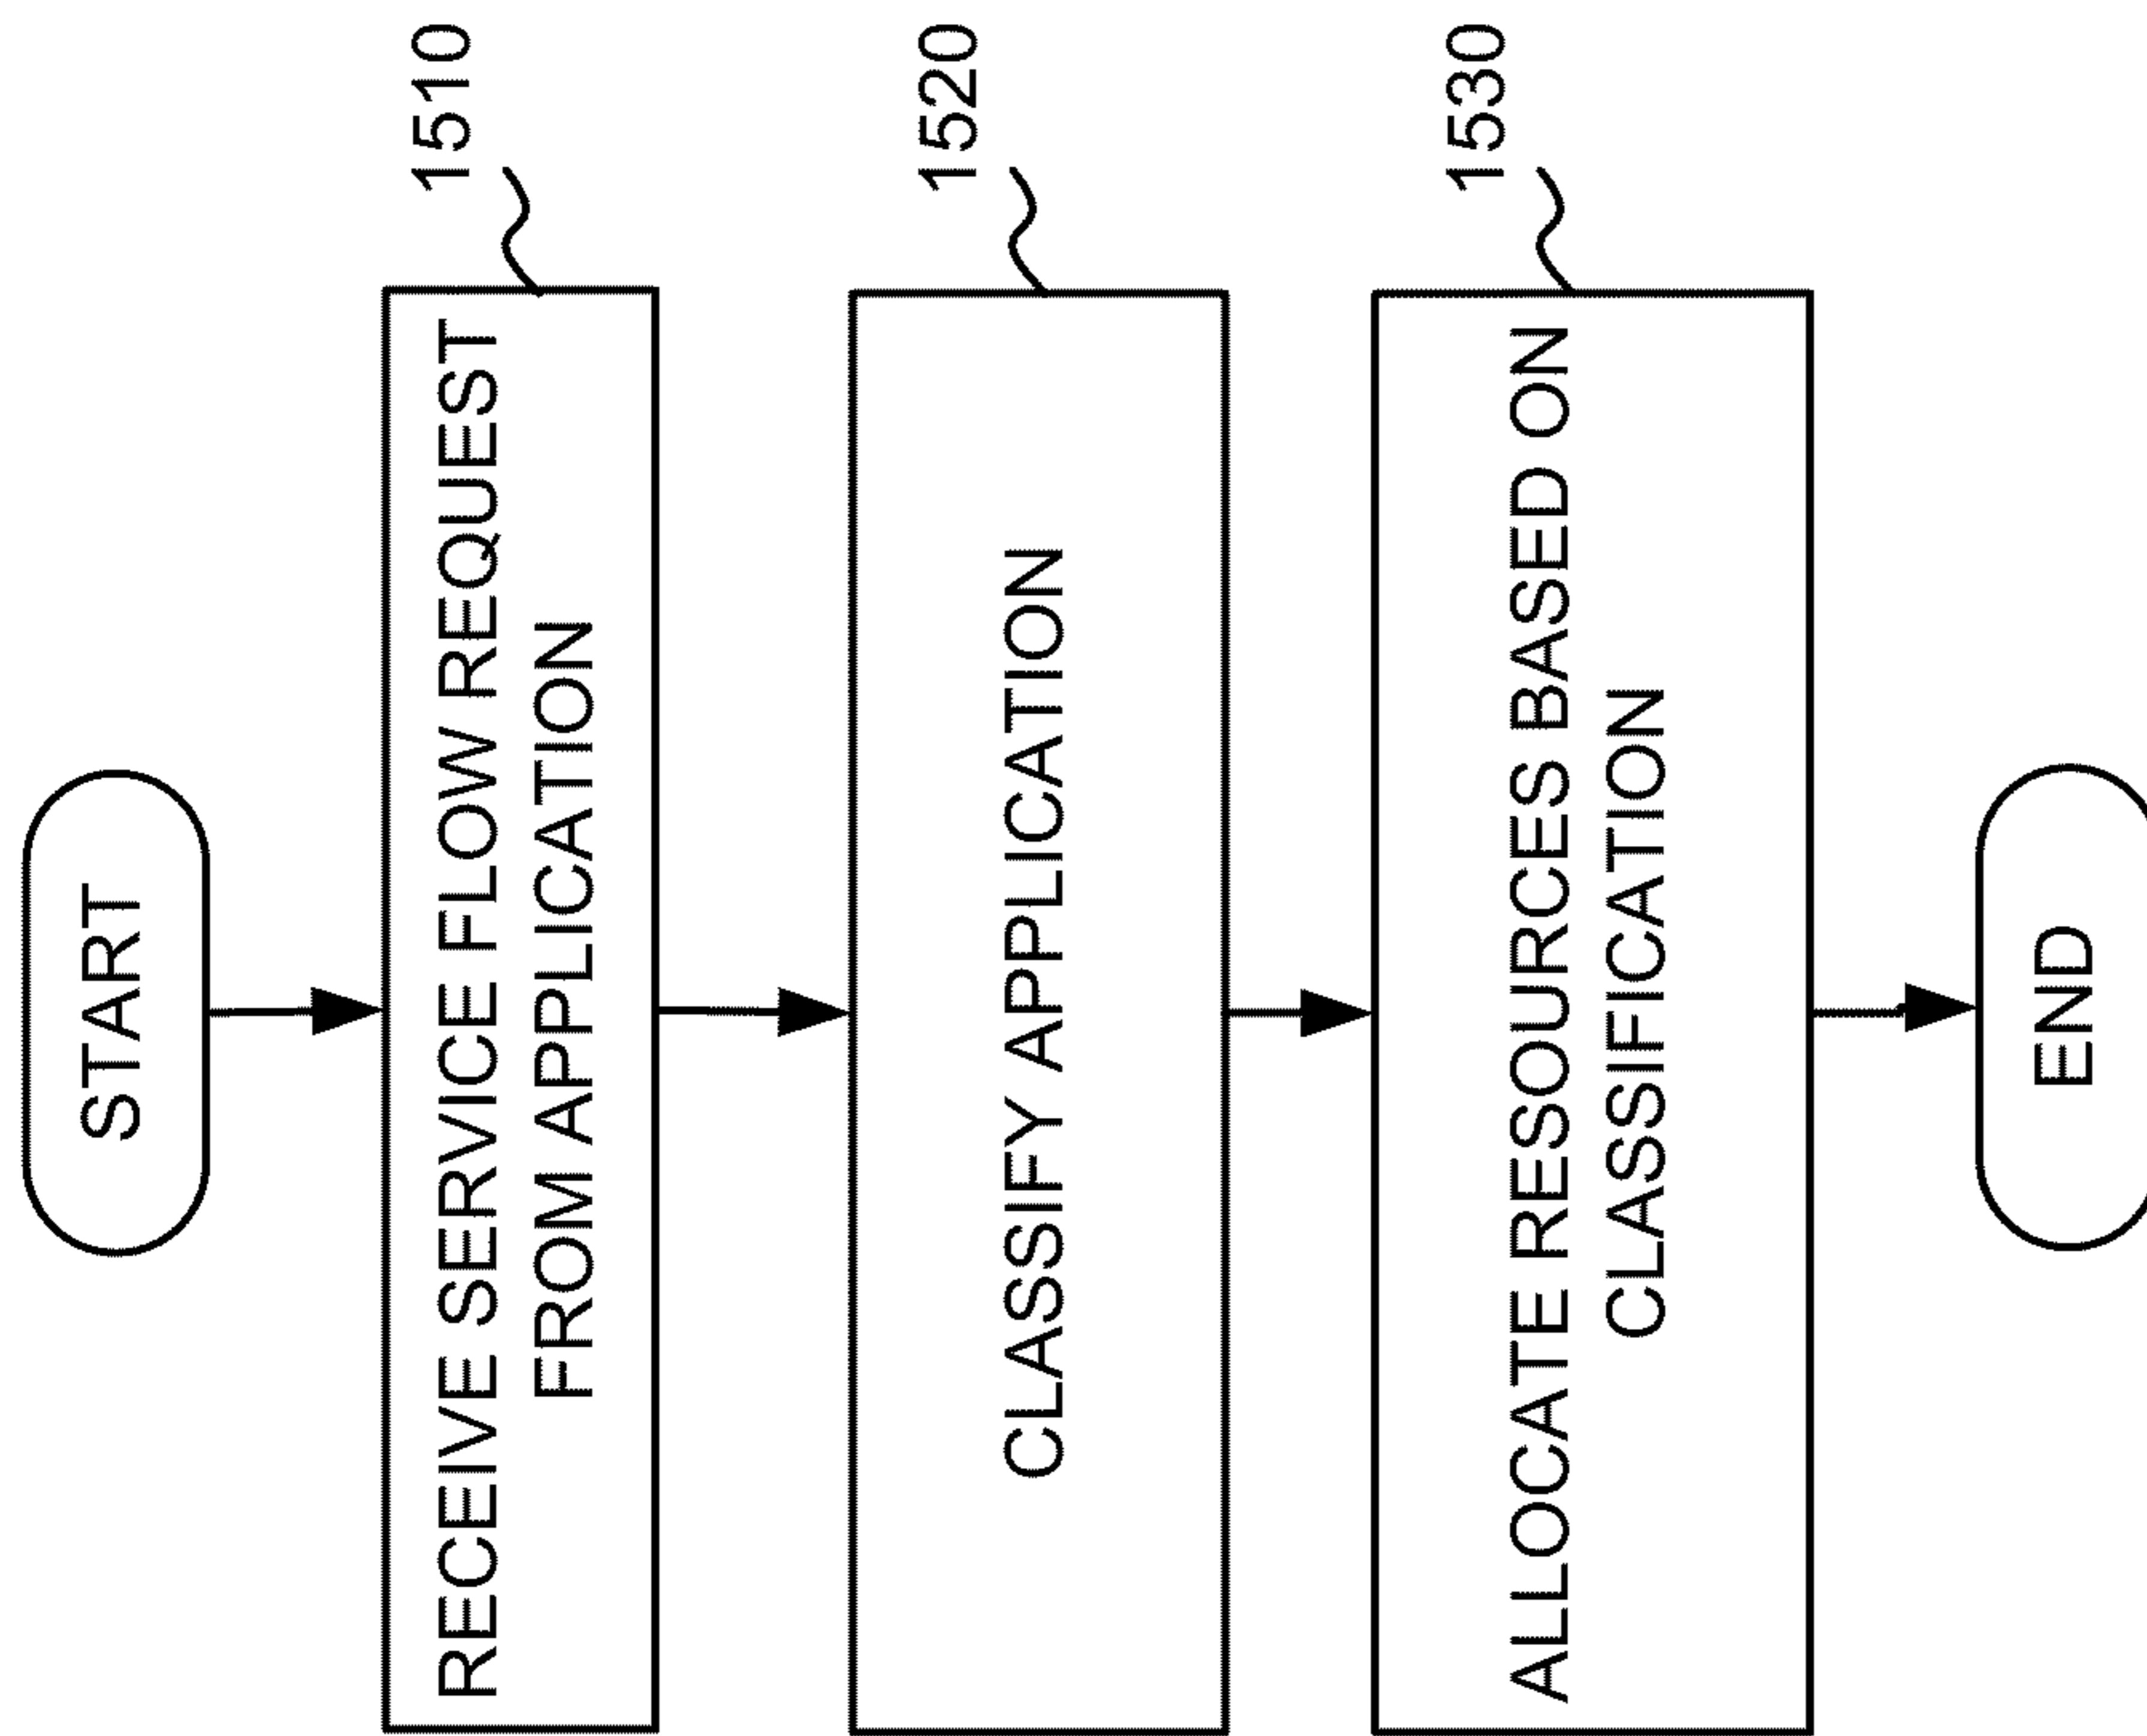 START
RECEIVE SERVICE FLOW REQUEST
FROM APPLICATION
1510
CLASSIFY APPLICATION
1520
ALLOCATE RESOURCES BASED ON
CLASSIFICATION
1530
END